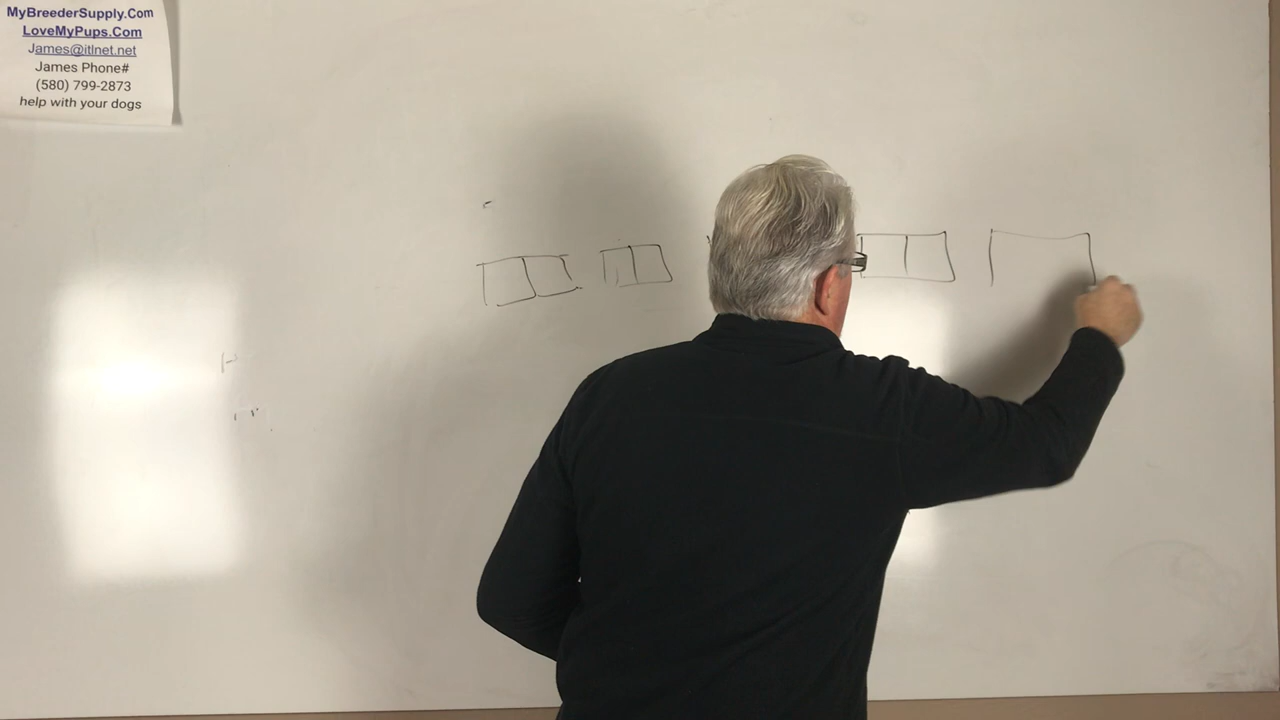 MyBreederSupply.Com
LoveMyPups.Com
James@itlnet.net
James Phone#
(580) 799-2873
help with your dogs